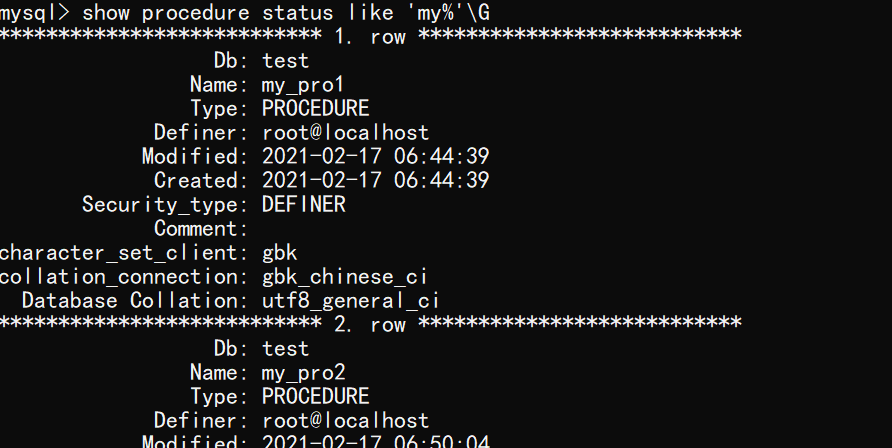 mysql> show procedure status like 'my%'\G
*************************** 1. row ***************************
Db: test
Name: my_pro1
Type: PROCEDURE
Definer: root@localhost
Modified: 2021-02-17 06:44:39
Created: 2021-02-17 06:44:39
Security_type: DEFINER
Comment:
character_set_client: gbk
collation_connection: gbk_chinese_ci
Database Collation: utf8_general_ci
*************************** 2. row ***************************
Db: test
Name: my_pro2
Type: PROCEDURE
Definer: root@localhost
Modified: 2021-02-17 06:50:04